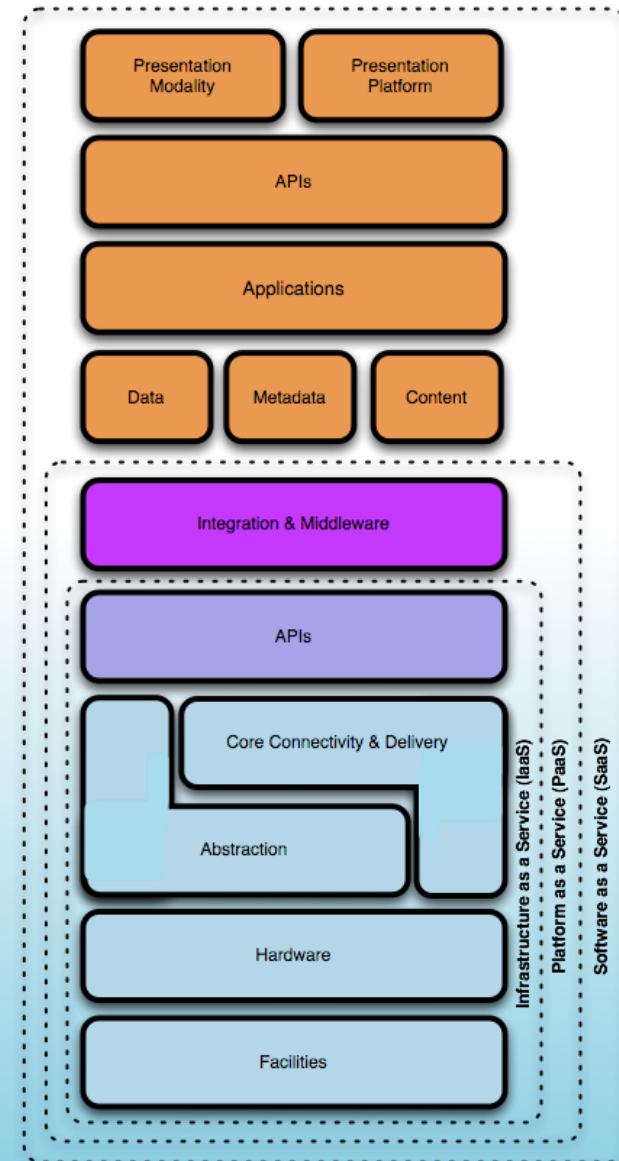 Presentation
Modality
Presentation
Platform
APIs
Applications
Data
Metadata
Content
Integration & Middleware
APIs
Core Connectivity & Delivery
Abstraction
Hardware
Facilities
Infrastructure as a Service (IaaS)
Platform as a Service (PaaS)
Software as a Service (SaaS)